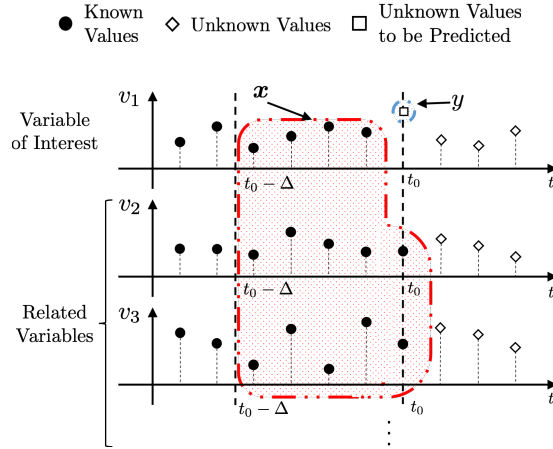 Known Values
Unknown Values
Unknown Values to be Predicted
v₁
x
y
Variable of Interest
t₀ − Δ
t₀
t
v₂
t₀ − Δ
t₀
t
Related Variables
v₃
t₀ − Δ
t₀
t
⋮